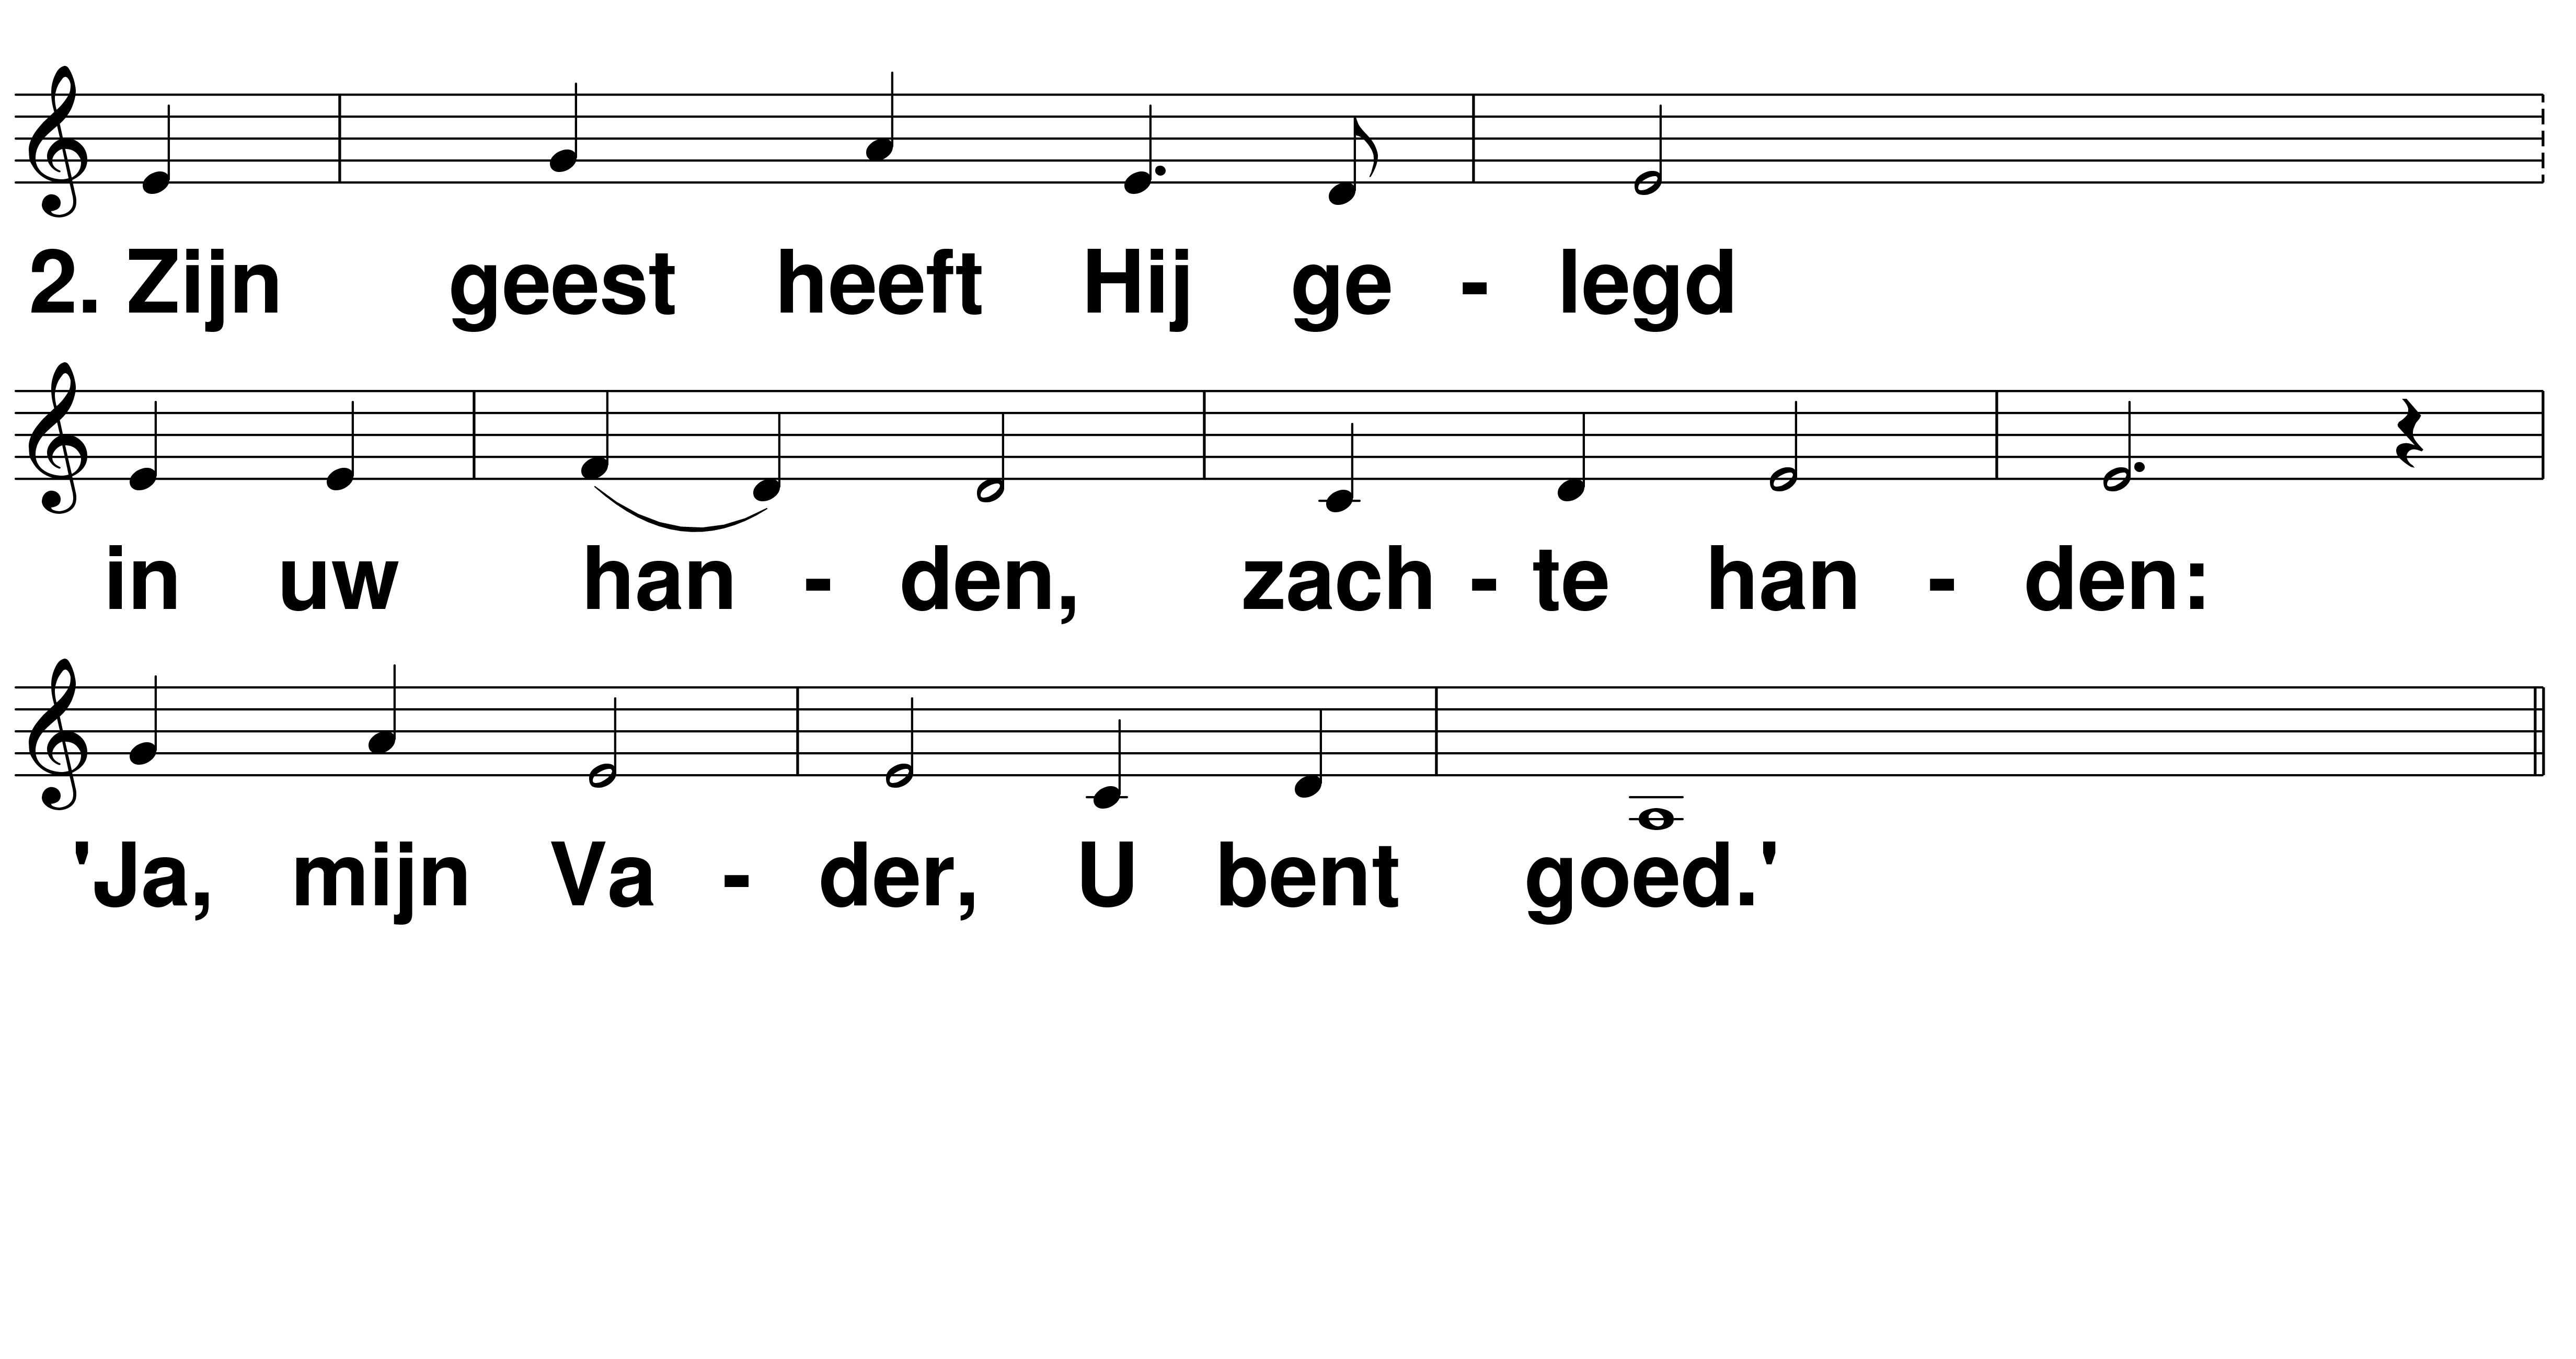 2. Zijn geest heeft Hij ge - legd
in uw han - den, zach - te han - den:
'Ja, mijn Va - der, U bent goed.'